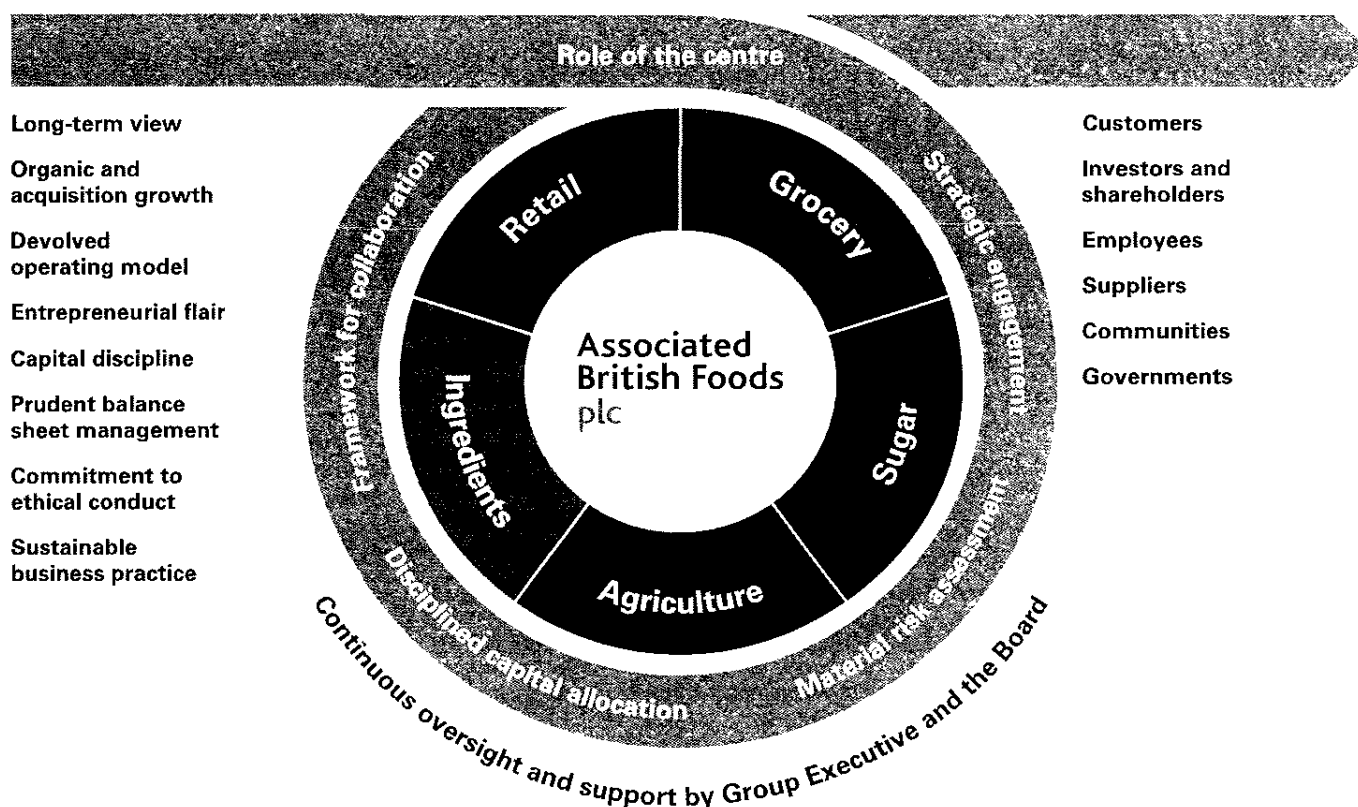 Role of the centre
Long-term view
Organic and
acquisition growth
Devolved
operating model
Entrepreneurial flair
Capital discipline
Prudent balance
sheet management
Commitment to
ethical conduct
Sustainable
business practice
Framework for collaboration
Strategic engagement
Material risk assessment
Disciplined capital allocation
Retail
Grocery
Sugar
Agriculture
Ingredients
Associated
British Foods
plc
Continuous oversight and support by Group Executive and the Board
Customers
Investors and
shareholders
Employees
Suppliers
Communities
Governments